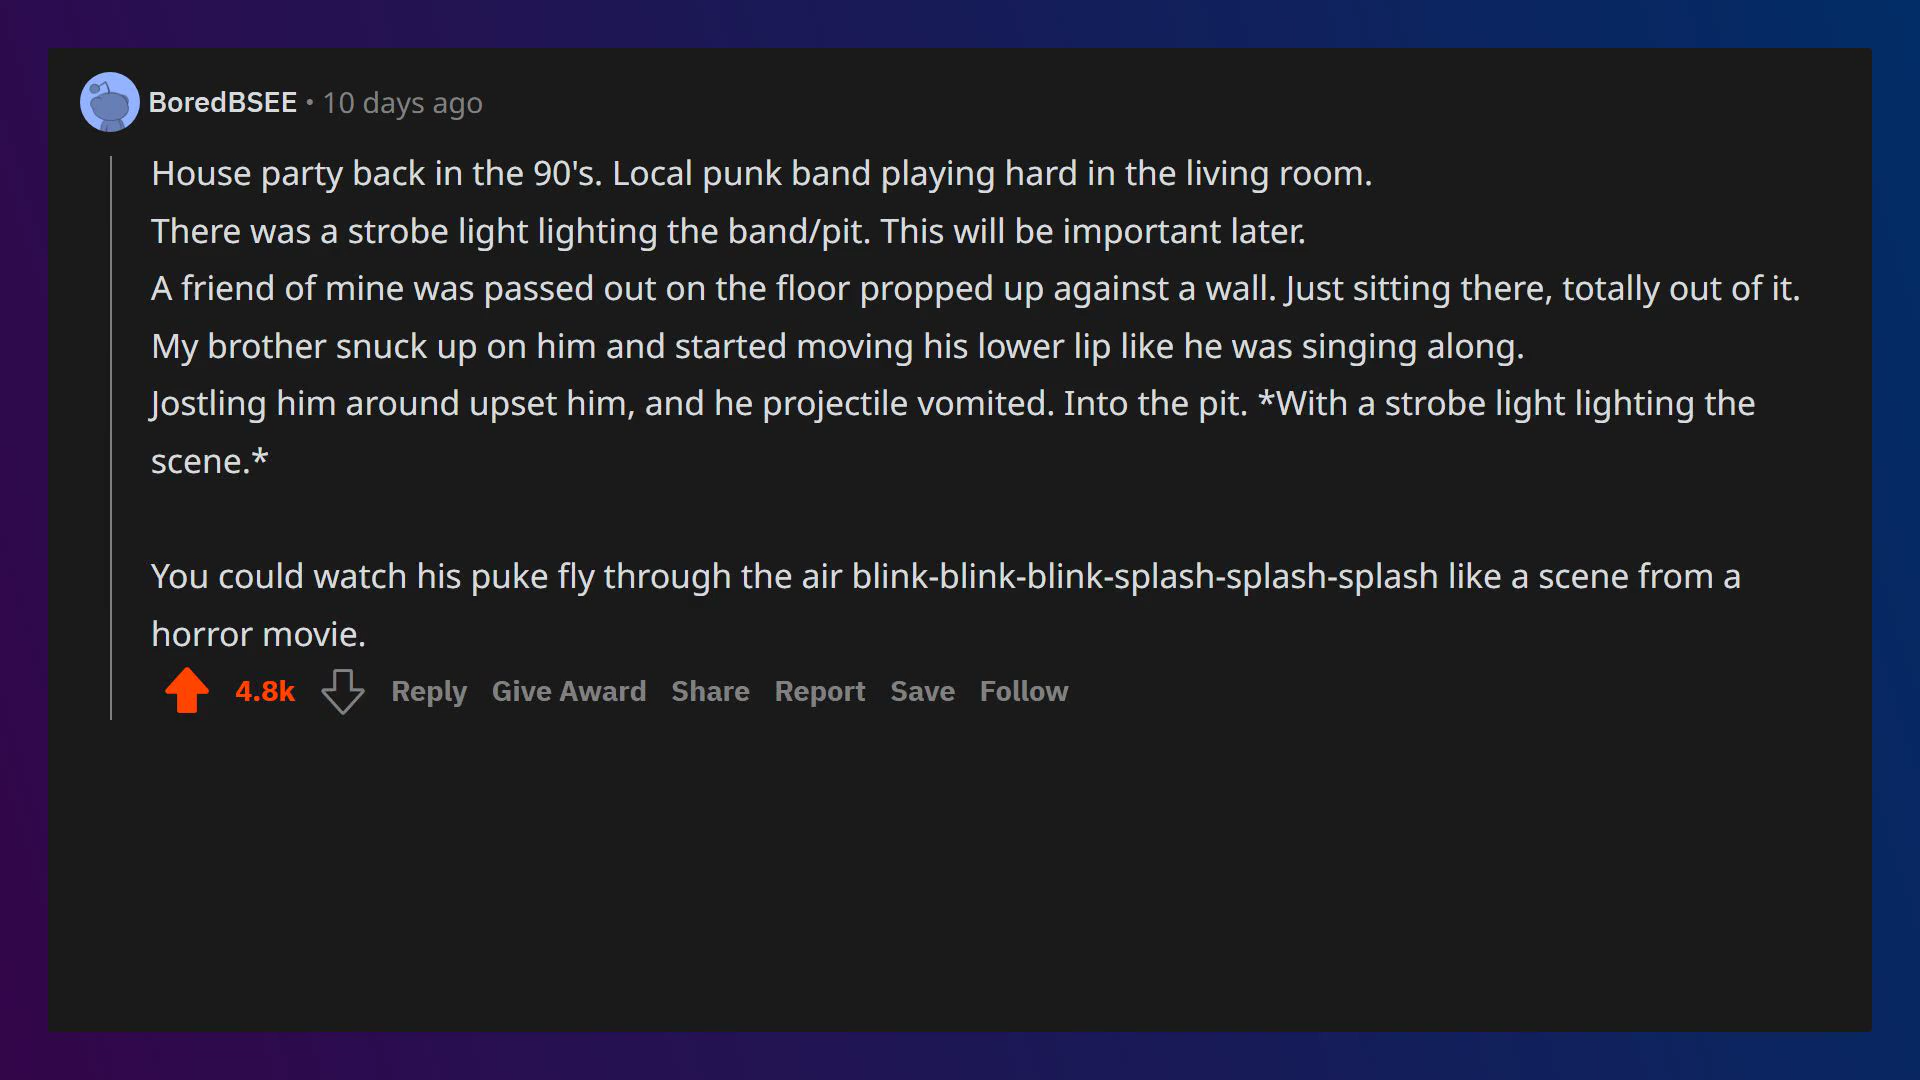 BoredBSEE • 10 days ago
House party back in the 90's. Local punk band playing hard in the living room.
There was a strobe light lighting the band/pit. This will be important later.
A friend of mine was passed out on the floor propped up against a wall. Just sitting there, totally out of it.
My brother snuck up on him and started moving his lower lip like he was singing along.
Jostling him around upset him, and he projectile vomited. Into the pit. *With a strobe light lighting the
scene.*
You could watch his puke fly through the air blink-blink-blink-splash-splash-splash like a scene from a
horror movie.
4.8k Reply Give Award Share Report Save Follow